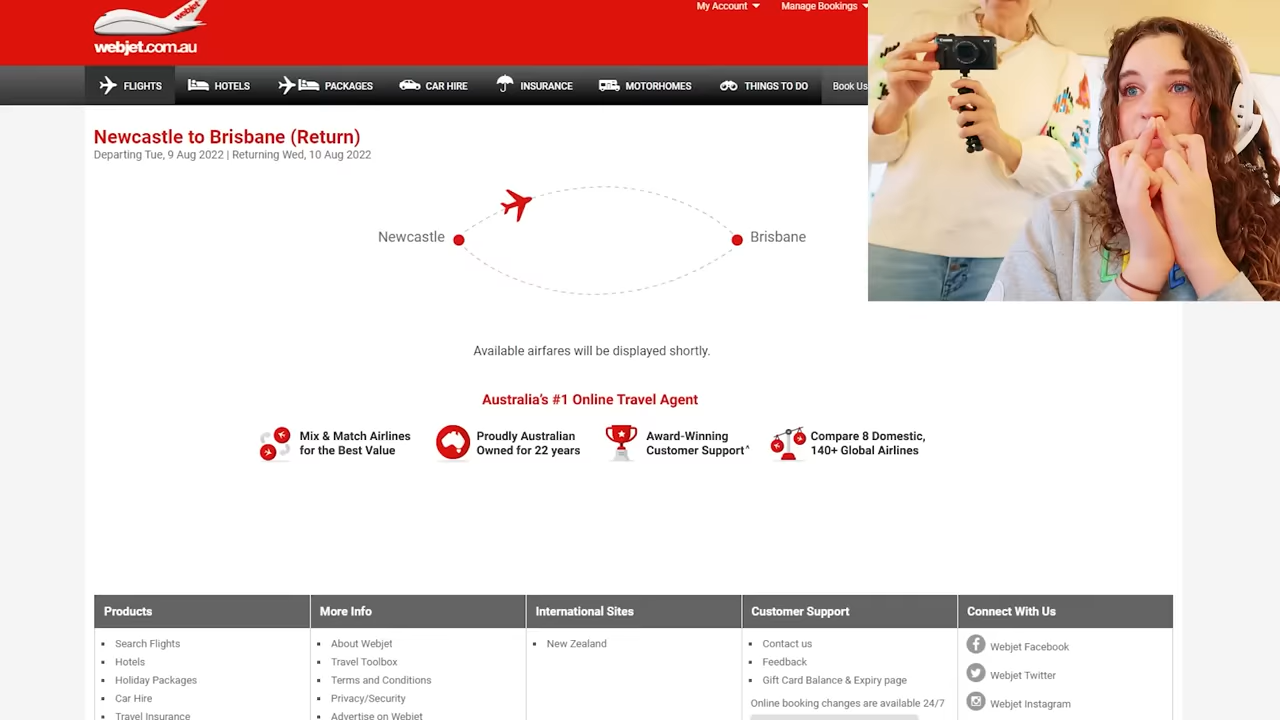 webjet
webjet.com.au
My Account
Manage Bookings
FLIGHTS
HOTELS
PACKAGES
CAR HIRE
INSURANCE
MOTORHOMES
THINGS TO DO
Book Us
Newcastle to Brisbane (Return)
Departing Tue, 9 Aug 2022 | Returning Wed, 10 Aug 2022
Newcastle
Brisbane
Available airfares will be displayed shortly.
Australia's #1 Online Travel Agent
Mix & Match Airlines
for the Best Value
Proudly Australian
Owned for 22 years
Award-Winning
Customer Support^
Compare 8 Domestic,
140+ Global Airlines
Products
Search Flights
Hotels
Holiday Packages
Car Hire
Travel Insurance
More Info
About Webjet
Travel Toolbox
Terms and Conditions
Privacy/Security
Advertise on Webjet
International Sites
New Zealand
Customer Support
Contact us
Feedback
Gift Card Balance & Expiry page
Online booking changes are available 24/7
Connect With Us
Webjet Facebook
Webjet Twitter
Webjet Instagram